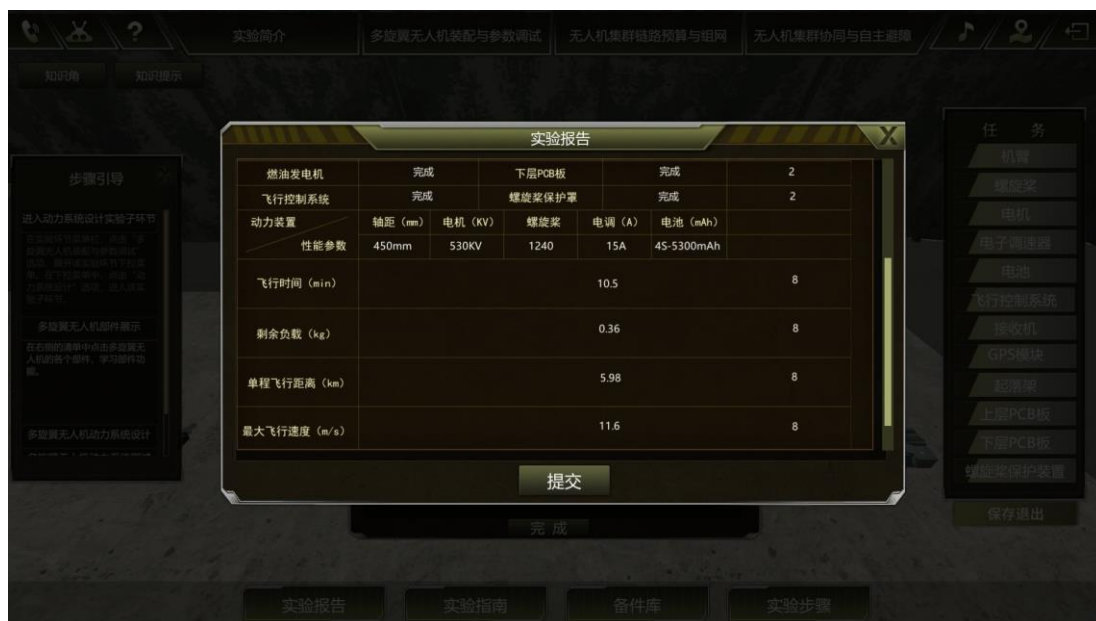 ?
实验简介
多旋翼无人机装配与参数调试
无人机集群链路预算与组网
无人机集群协同与自主避障
知识角
知识提示
实验报告
X
燃油发电机 完成 下层PCB板 完成 2
飞行控制系统 完成 螺旋桨保护罩 完成 2
动力装置 轴距（mm） 电机（KV） 螺旋桨 电调（A） 电池（mAh）
性能参数 450mm 530KV 1240 15A 4S-5300mAh
飞行时间（min） 10.5 8
剩余负载（kg） 0.36 8
单程飞行距离（km） 5.98 8
最大飞行速度（m/s） 11.6 8
提交
完成
步骤引导
进入动力系统设计实验子环节
多旋翼无人机部件展示
在右侧的清单中点击多旋翼无
人机的各个部件，学习部件功
能。
多旋翼无人机动力系统设计
任务
机臂
螺旋桨
电机
电子调速器
电池
飞行控制系统
接收机
GPS模块
起落架
上层PCB板
下层PCB板
螺旋桨保护装置
保存退出
实验报告
实验指南
备件库
实验步骤